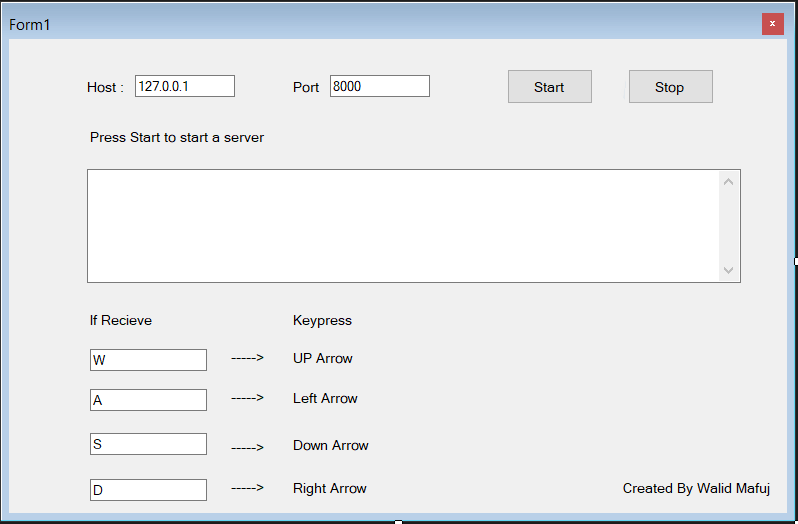 Form1
x
Host : 127.0.0.1 Port 8000 Start Stop
Press Start to start a server
If Recieve Keypress
W -----> UP Arrow
A -----> Left Arrow
S -----> Down Arrow
D -----> Right Arrow
Created By Walid Mafuj